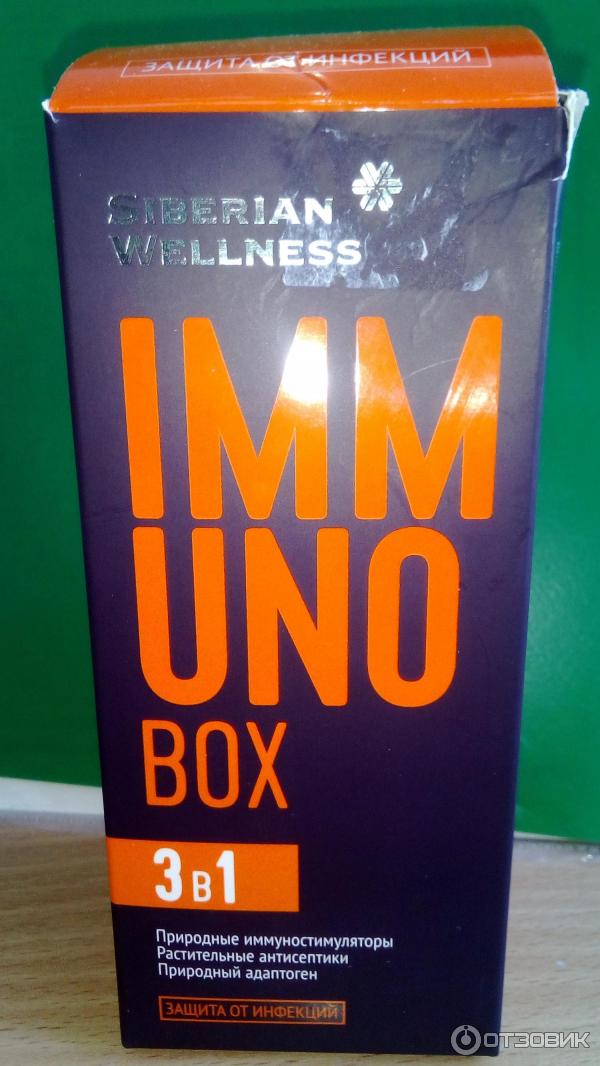 ЗАЩИТА ОТ ИНФЕКЦИЙ
SIBERIAN
WELLNESS
IMM
UNO
BOX
3 в 1
Природные иммуностимуляторы
Растительные антисептики
Природный адаптоген
ЗАЩИТА ОТ ИНФЕКЦИЙ
ОТЗОВИК